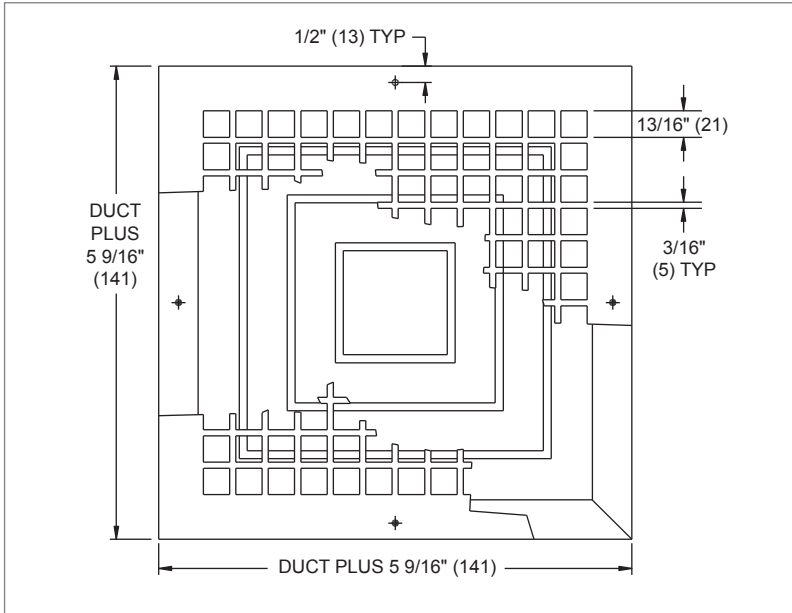 1/2" (13) TYP
13/16" (21)
DUCT
PLUS
5 9/16"
(141)
3/16"
(5) TYP
DUCT PLUS 5 9/16" (141)